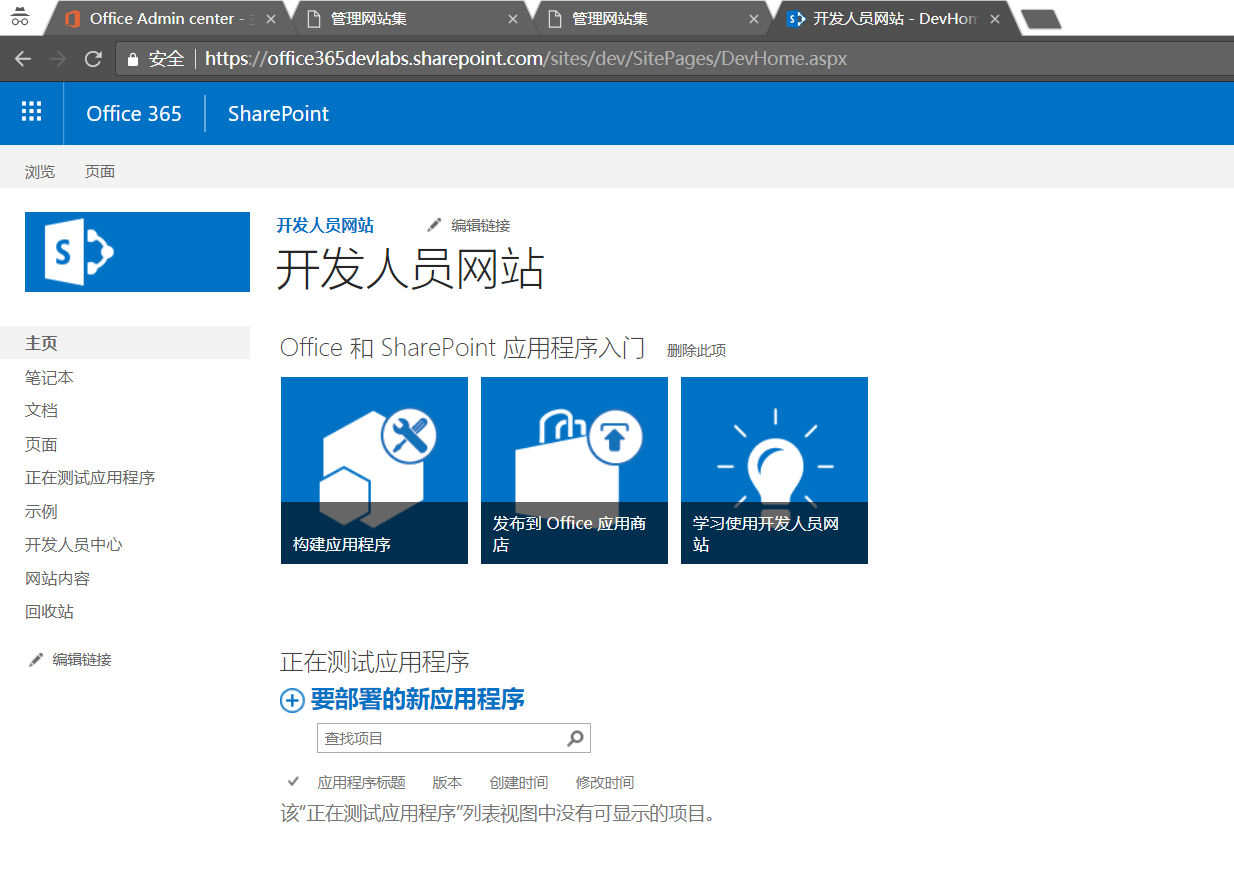 Office Admin center -
管理网站集
管理网站集
开发人员网站 - DevHom
安全 https://office365devlabs.sharepoint.com/sites/dev/SitePages/DevHome.aspx
Office 365 SharePoint
浏览 页面
S
开发人员网站 编辑链接
开发人员网站
主页
笔记本
文档
页面
正在测试应用程序
示例
开发人员中心
网站内容
回收站
编辑链接
Office 和 SharePoint 应用程序入门 删除此项
构建应用程序
发布到 Office 应用商
店
学习使用开发人员网
站
正在测试应用程序
要部署的新应用程序
查找项目
应用程序标题 版本 创建时间 修改时间
该“正在测试应用程序”列表视图中没有可显示的项目。